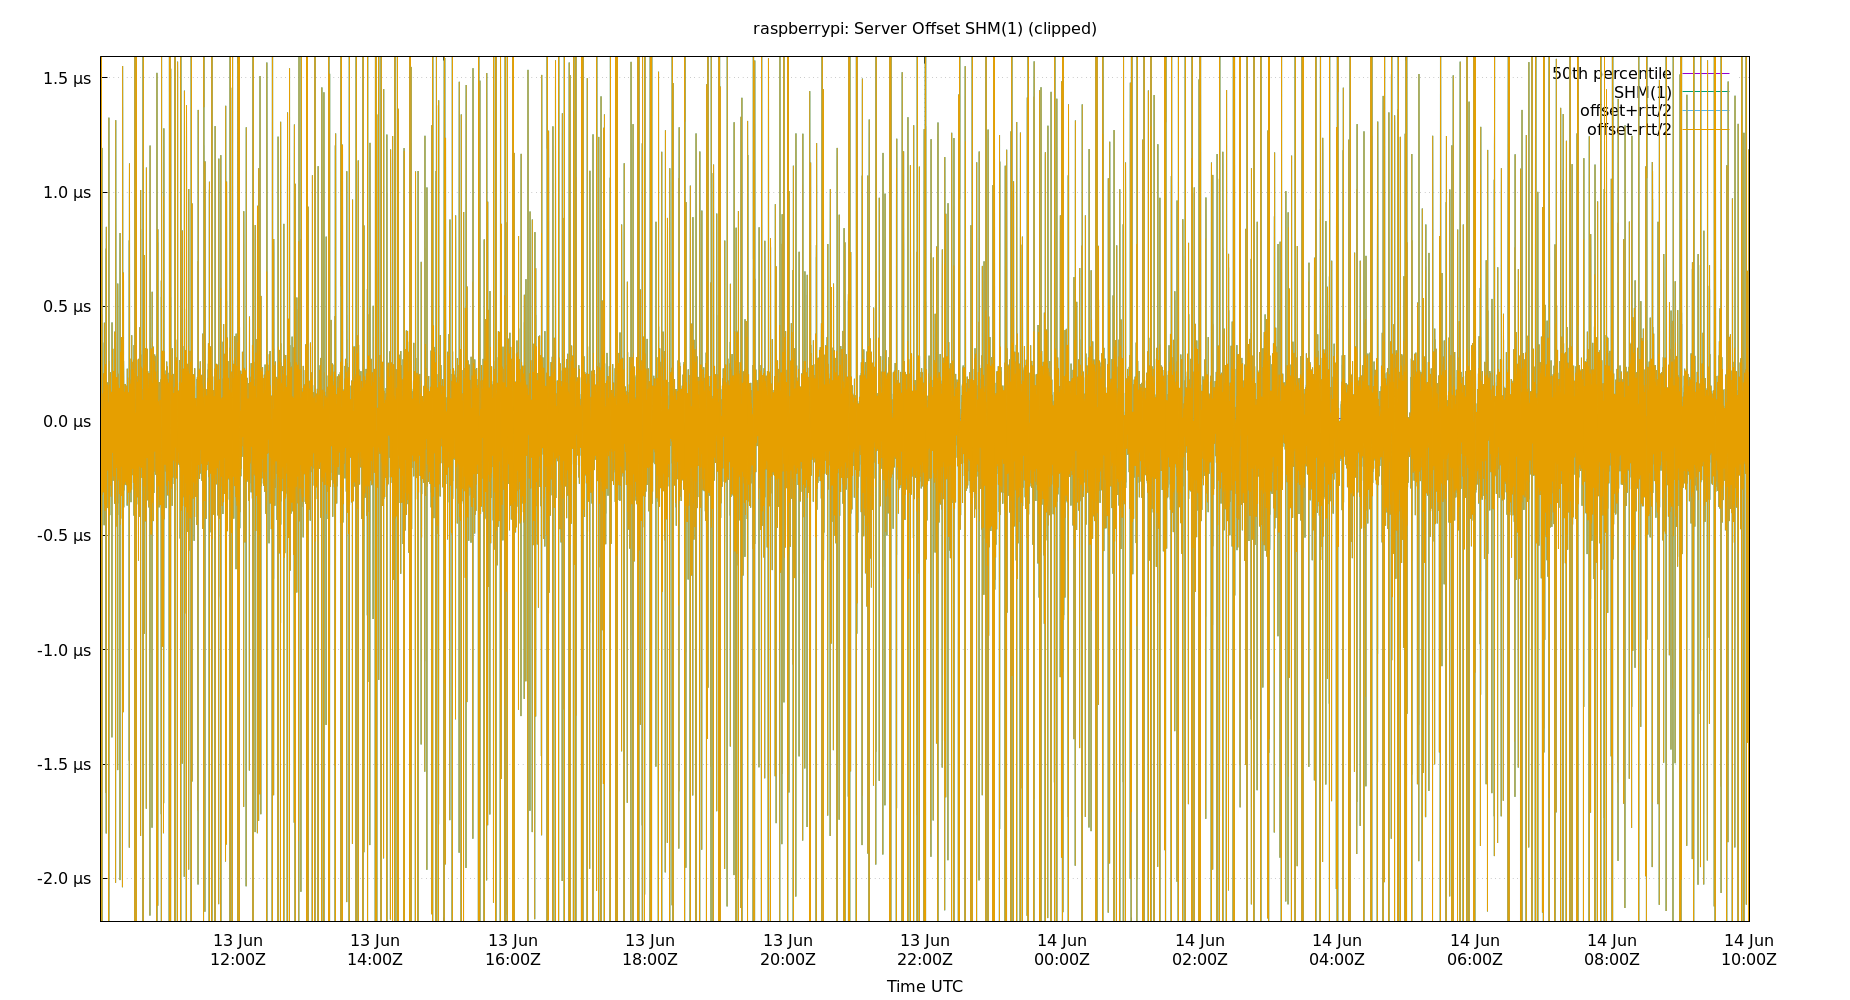 raspberrypi: Server Offset SHM(1) (clipped)
1.5 µs
1.0 µs
0.5 µs
0.0 µs
-0.5 µs
-1.0 µs
-1.5 µs
-2.0 µs
50th percentile
SHM(1)
offset+rtt/2
offset-rtt/2
13 Jun 13 Jun 13 Jun 13 Jun 13 Jun 13 Jun 14 Jun 14 Jun 14 Jun 14 Jun 14 Jun 14 Jun
12:00Z 14:00Z 16:00Z 18:00Z 20:00Z 22:00Z 00:00Z 02:00Z 04:00Z 06:00Z 08:00Z 10:00Z
Time UTC